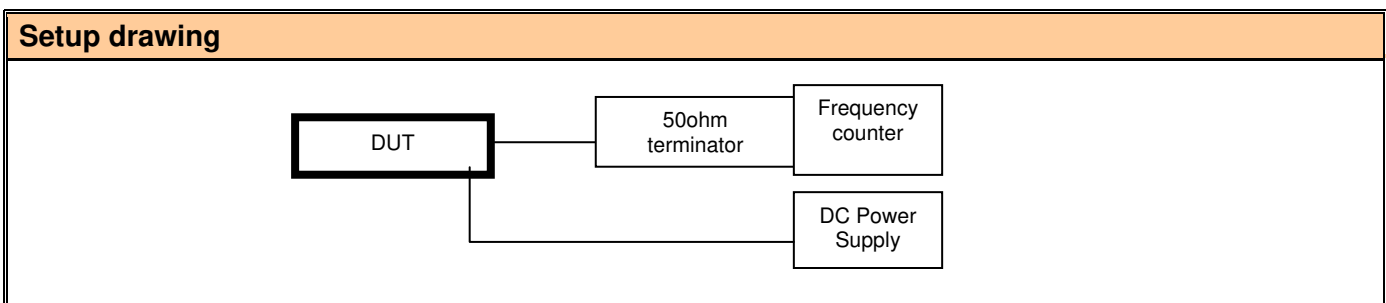 Setup drawing
DUT
50ohm
terminator
Frequency
counter
DC Power
Supply